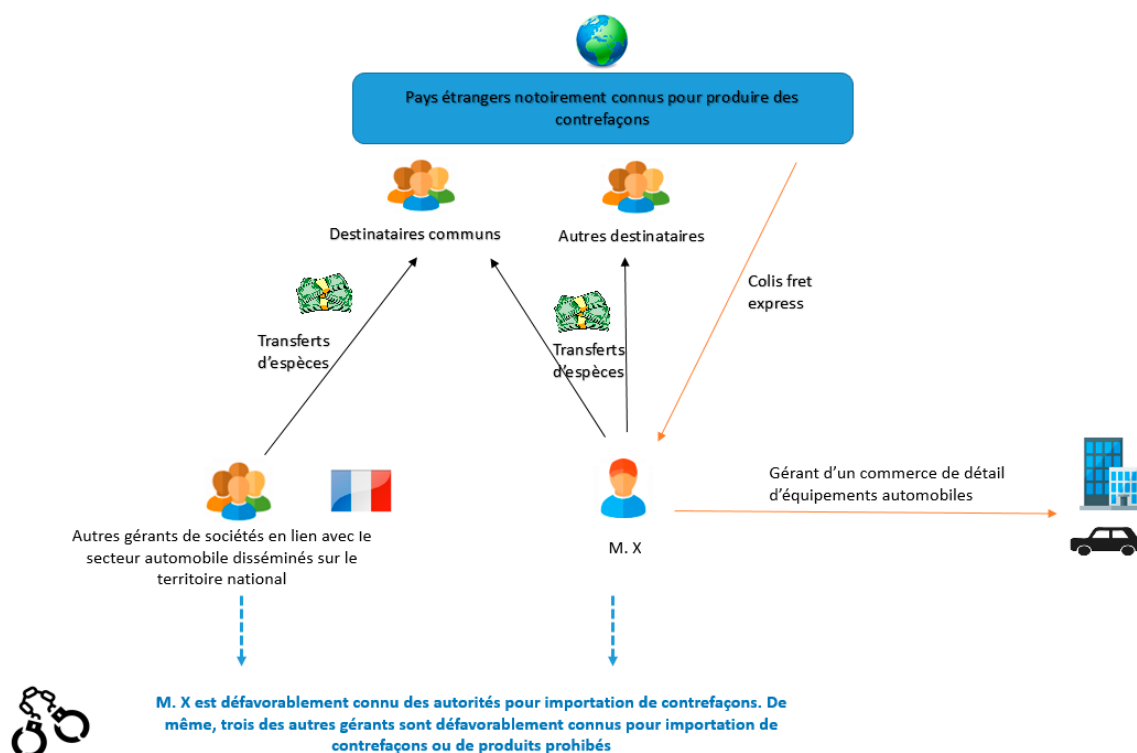 Pays étrangers notoirement connus pour produire des
contrefaçons
Destinataires communs
Autres destinataires
Colis fret
express
Transferts
d'espèces
Transferts
d'espèces
Gérant d'un commerce de détail
d'équipements automobiles
Autres gérants de sociétés en lien avec le
secteur automobile disséminés sur le
territoire national
M. X
M. X est défavorablement connu des autorités pour importation de contrefaçons. De
même, trois des autres gérants sont défavorablement connus pour importation de
contrefaçons ou de produits prohibés